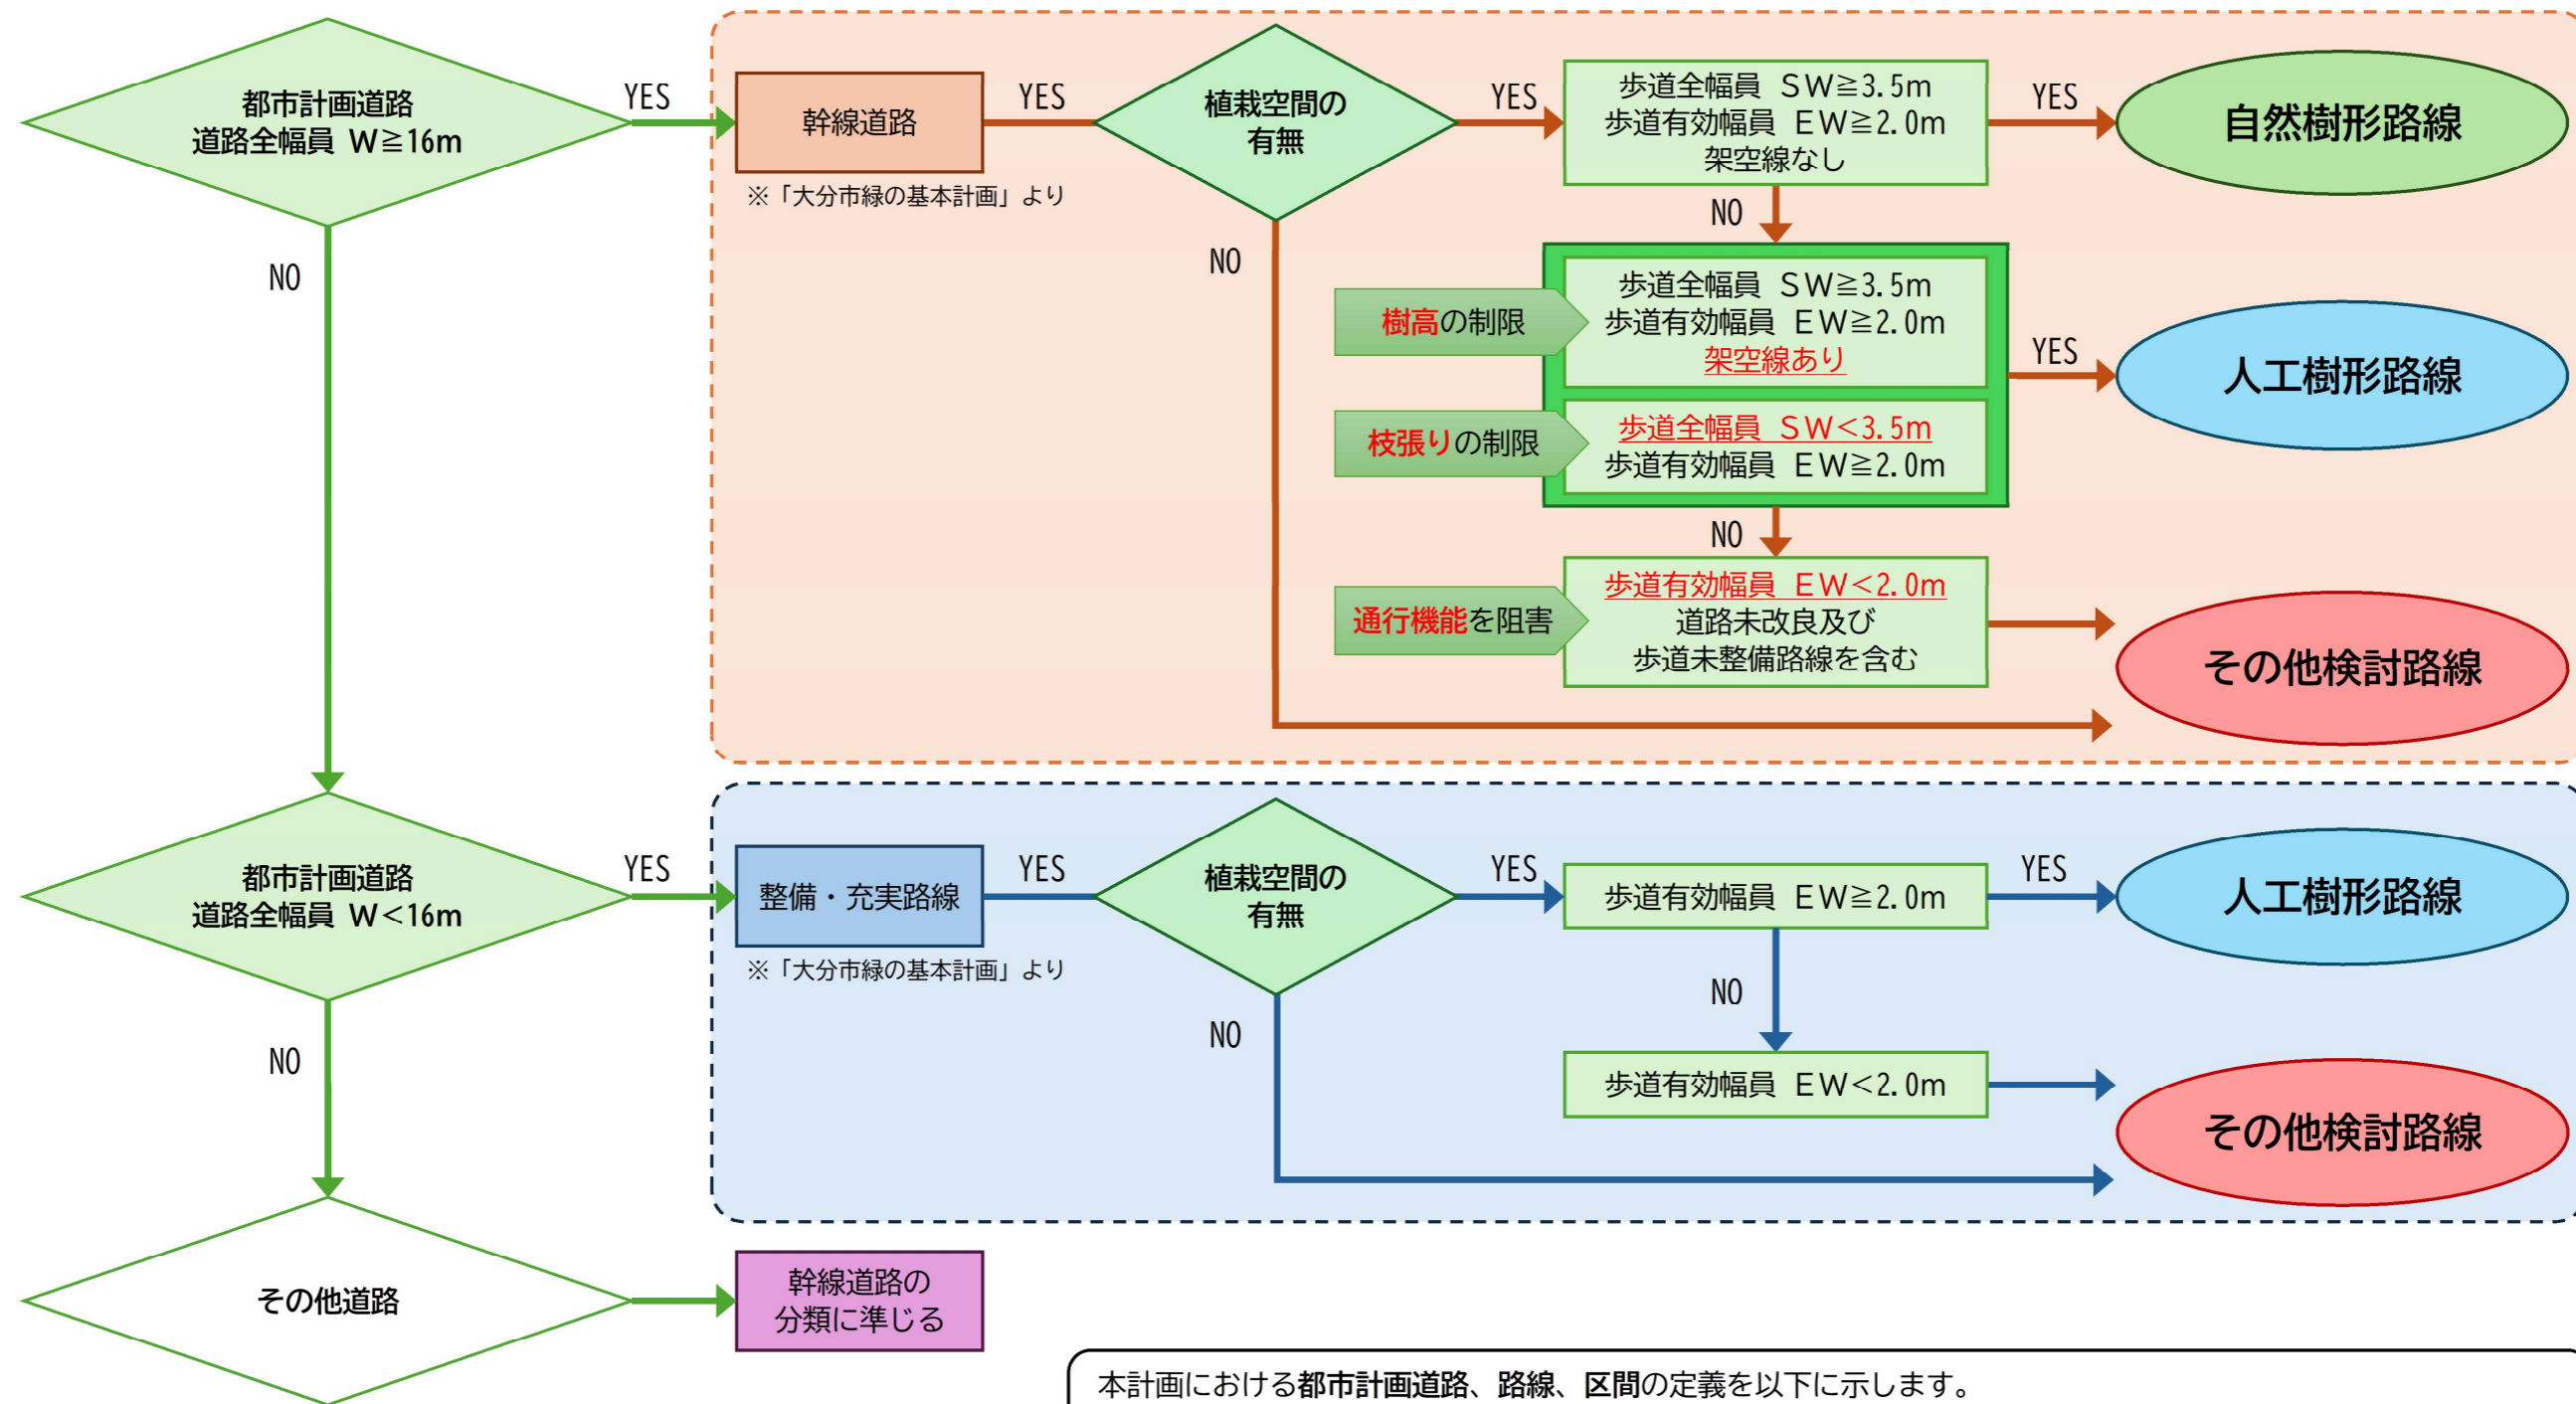 都市計画道路
道路全幅員 W≧16m
YES
NO
幹線道路
※「大分市緑の基本計画」より
YES
植栽空間の
有無
YES
NO
歩道全幅員 SW≧3.5m
歩道有効幅員 EW≧2.0m
架空線なし
YES
自然樹形路線
NO
樹高の制限
歩道全幅員 SW≧3.5m
歩道有効幅員 EW≧2.0m
架空線あり
枝張りの制限
歩道全幅員 SW<3.5m
歩道有効幅員 EW≧2.0m
YES
人工樹形路線
NO
通行機能を阻害
歩道有効幅員 EW<2.0m
道路未改良及び
歩道未整備路線を含む
その他検討路線
都市計画道路
道路全幅員 W<16m
YES
NO
整備・充実路線
※「大分市緑の基本計画」より
YES
植栽空間の
有無
YES
NO
歩道有効幅員 EW≧2.0m
YES
人工樹形路線
NO
歩道有効幅員 EW<2.0m
その他検討路線
その他道路
幹線道路の
分類に準じる
本計画における都市計画道路、路線、区間の定義を以下に示します。